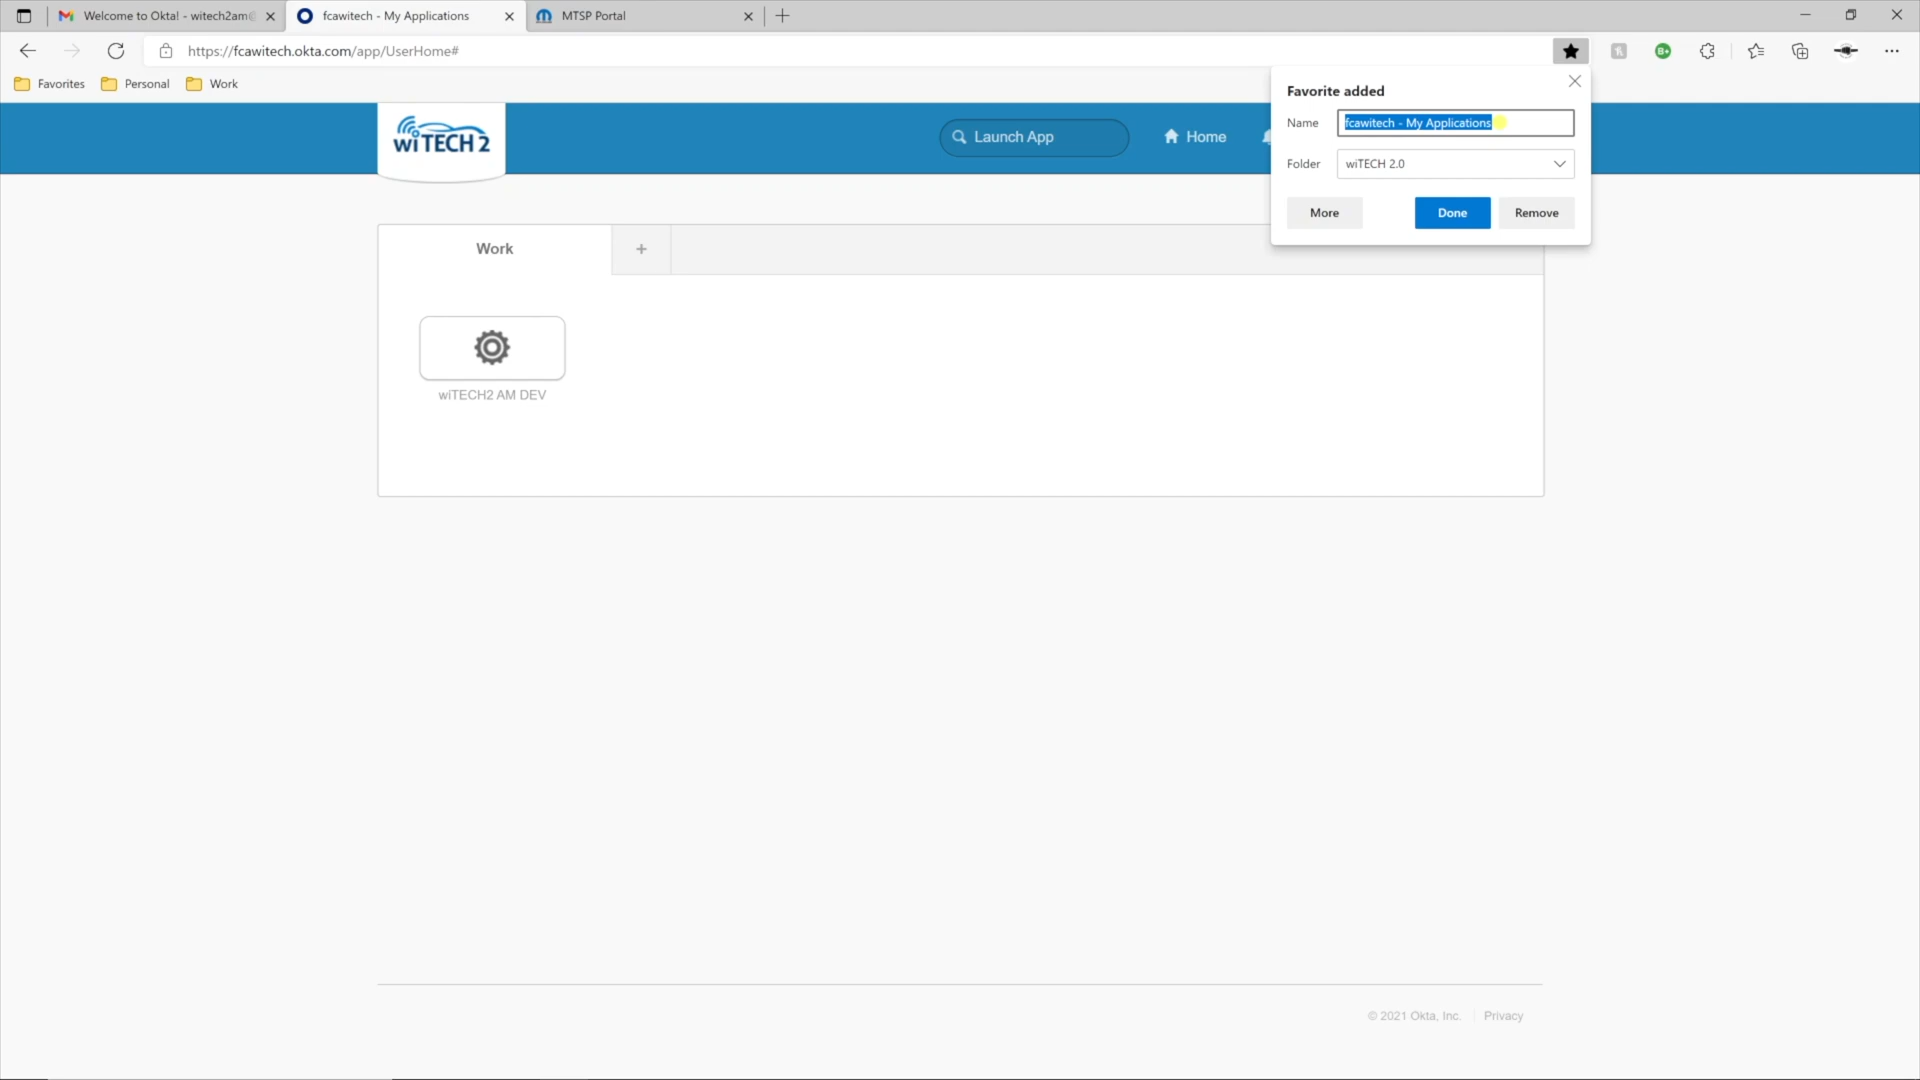 Welcome to Okta! - witech2am@
fcawitech - My Applications
MTSP Portal
https://fcawitech.okta.com/app/UserHome#
Favorites
Personal
Work
Favorite added
Name
fcawitech - My Applications
Folder
wiTECH 2.0
More
Done
Remove
wiTECH 2
Launch App
Home
Work
+
wiTECH2 AM DEV
© 2021 Okta, Inc.
Privacy